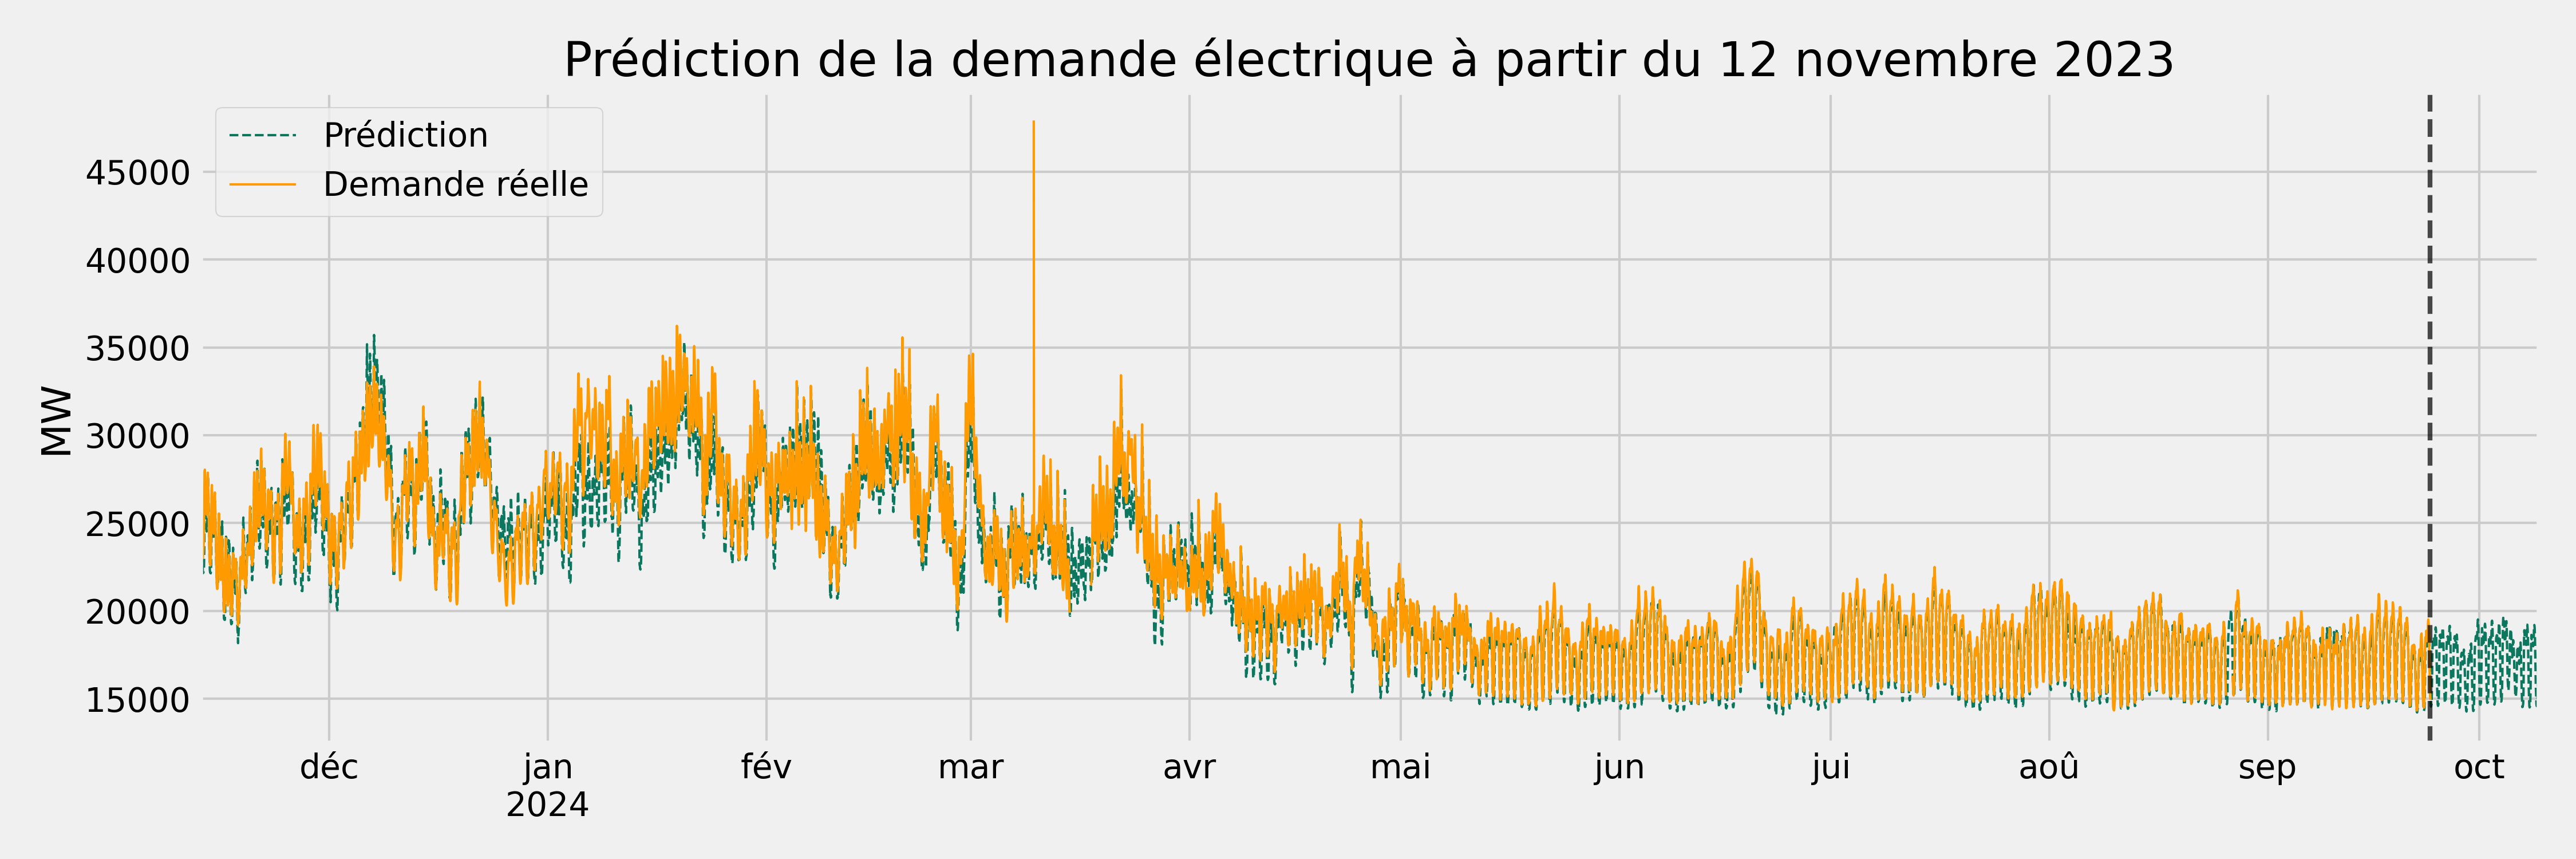 Prédiction de la demande électrique à partir du 12 novembre 2023
Prédiction
Demande réelle
MW
45000
40000
35000
30000
25000
20000
15000
déc
jan
2024
fév
mar
avr
mai
jun
jui
aoû
sep
oct